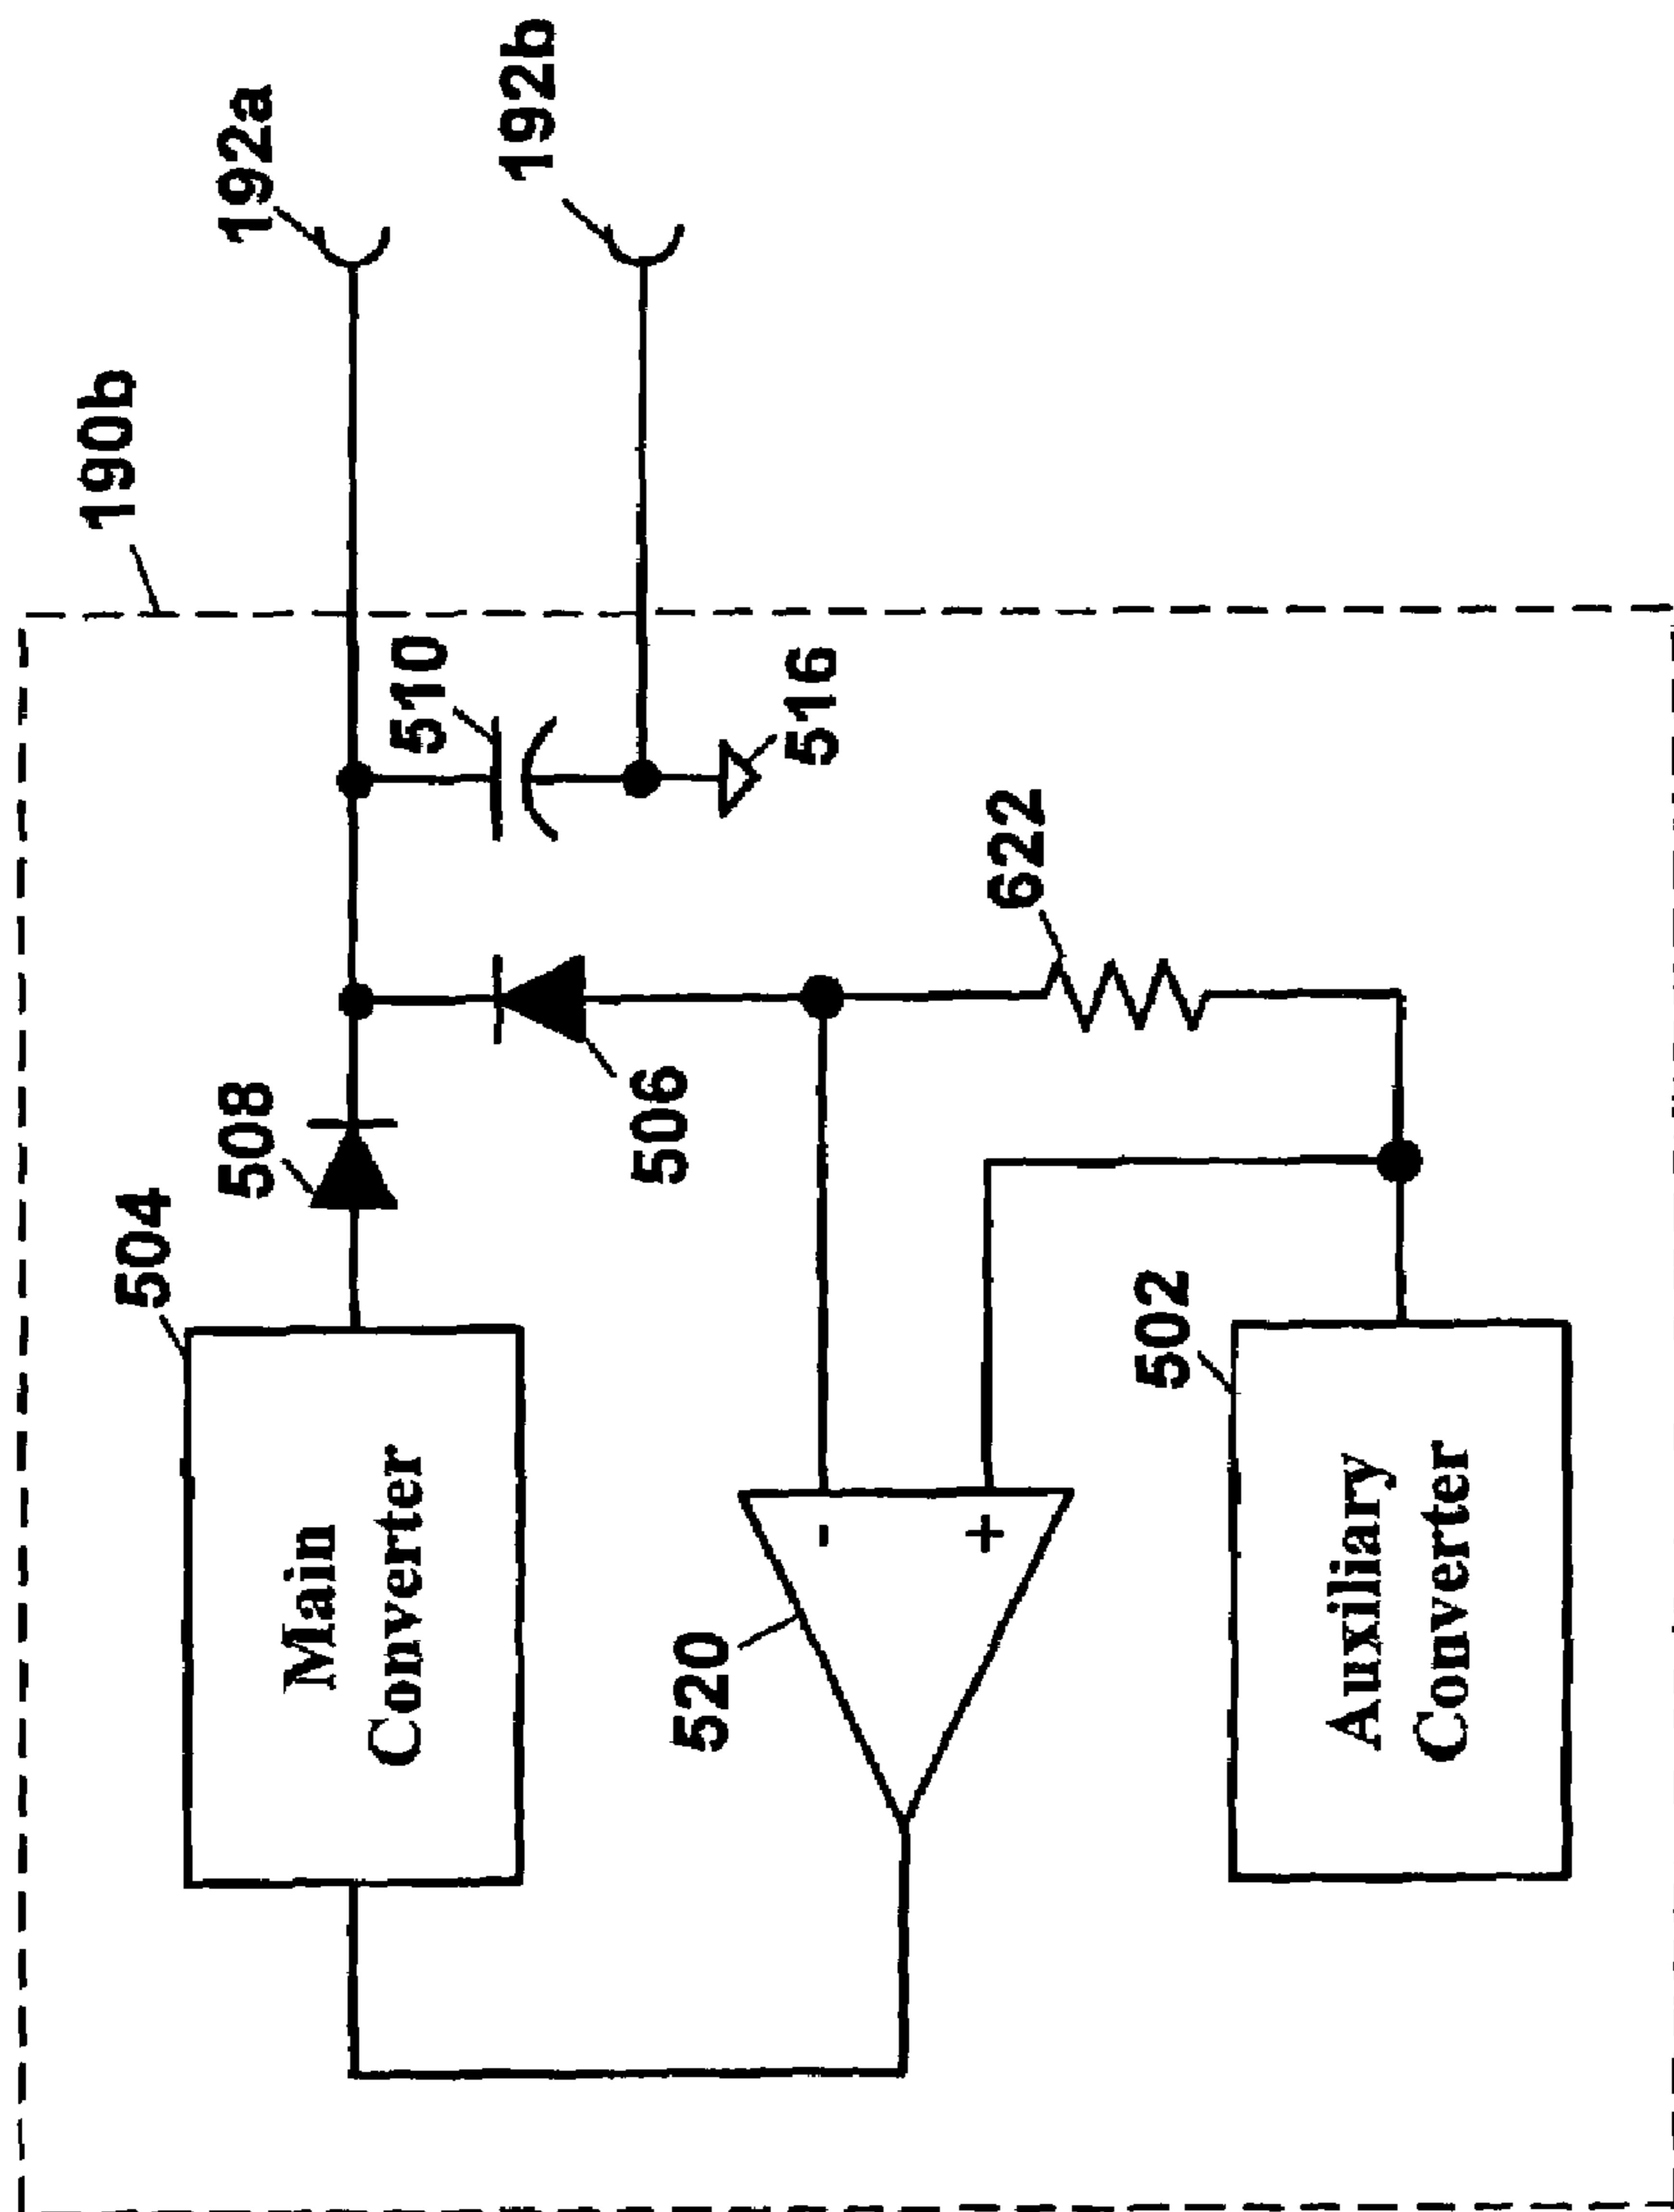 190b
192a
192b
504
Main
Converter
508
510
516
506
520
-
+
622
502
Auxiliary
Converter